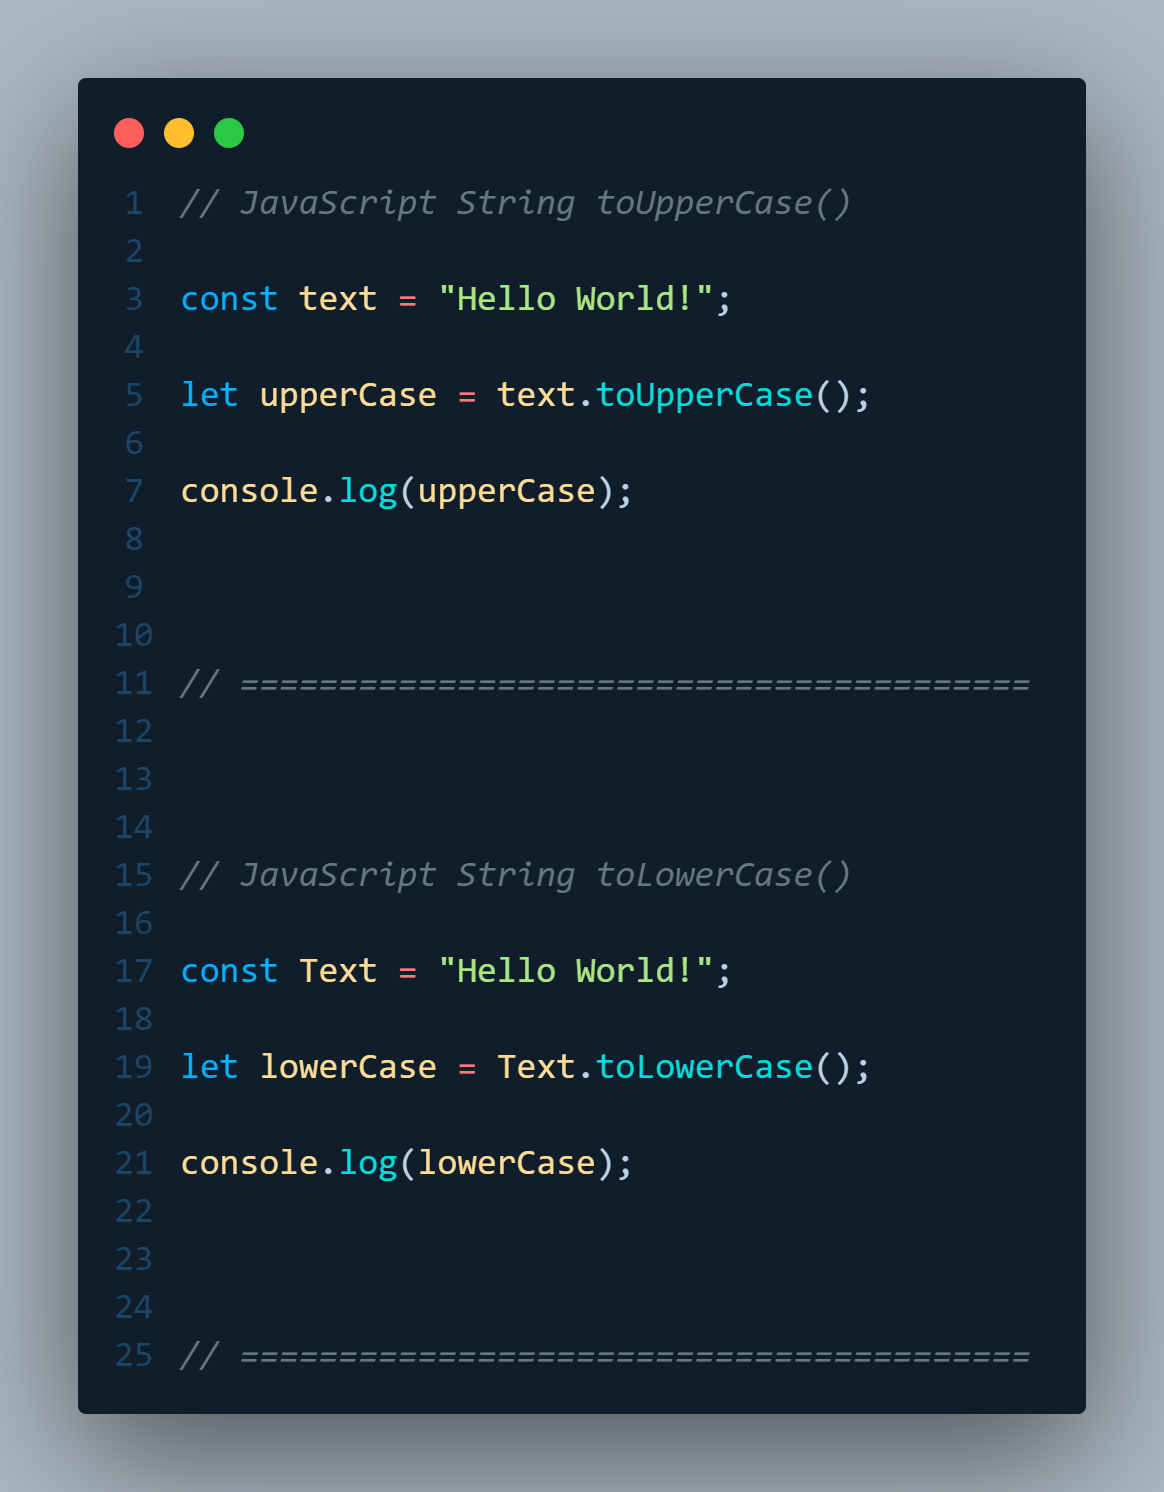 1 // JavaScript String toUpperCase()
2
3 const text = "Hello World!";
4
5 let upperCase = text.toUpperCase();
6
7 console.log(upperCase);
8
9
10
11 // ========================================
12
13
14
15 // JavaScript String toLowerCase()
16
17 const Text = "Hello World!";
18
19 let lowerCase = Text.toLowerCase();
20
21 console.log(lowerCase);
22
23
24
25 // ========================================